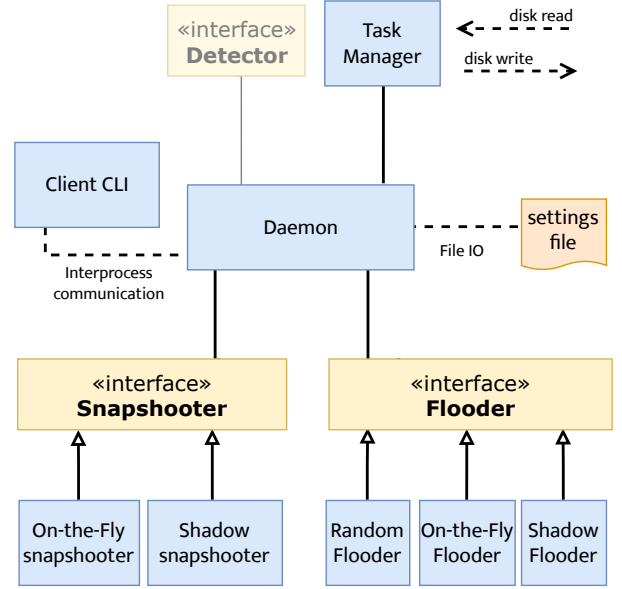 «interface»
Detector
Task
Manager
disk read
disk write
Client CLI
Daemon
settings
file
File IO
Interprocess
communication
«interface»
Snapshooter
«interface»
Flooder
On-the-Fly
snapshooter
Shadow
snapshooter
Random
Flooder
On-the-Fly
Flooder
Shadow
Flooder